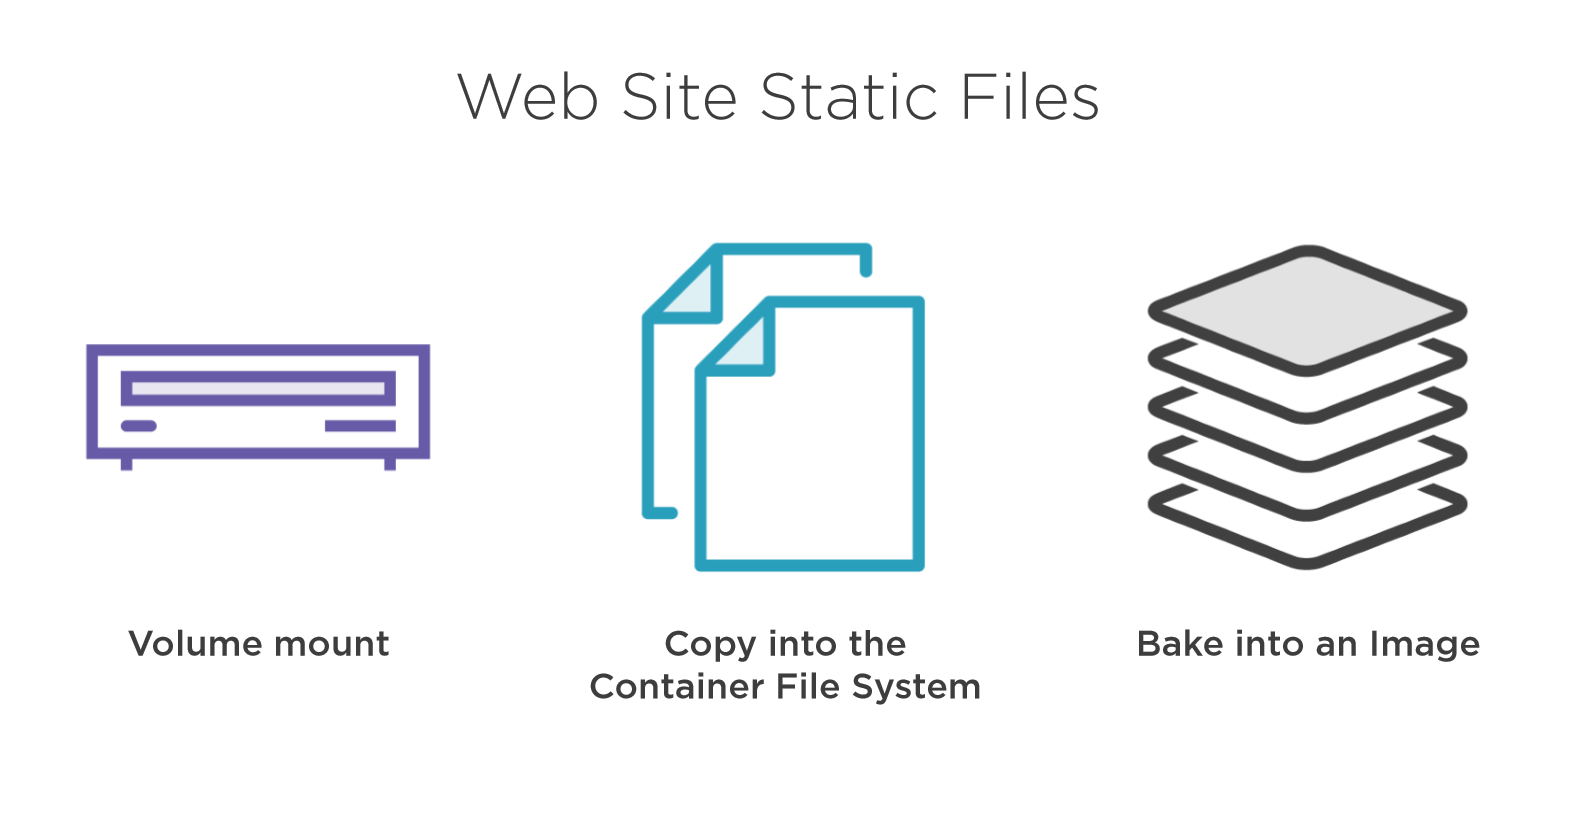 Web Site Static Files
Volume mount
Copy into the
Container File System
Bake into an Image